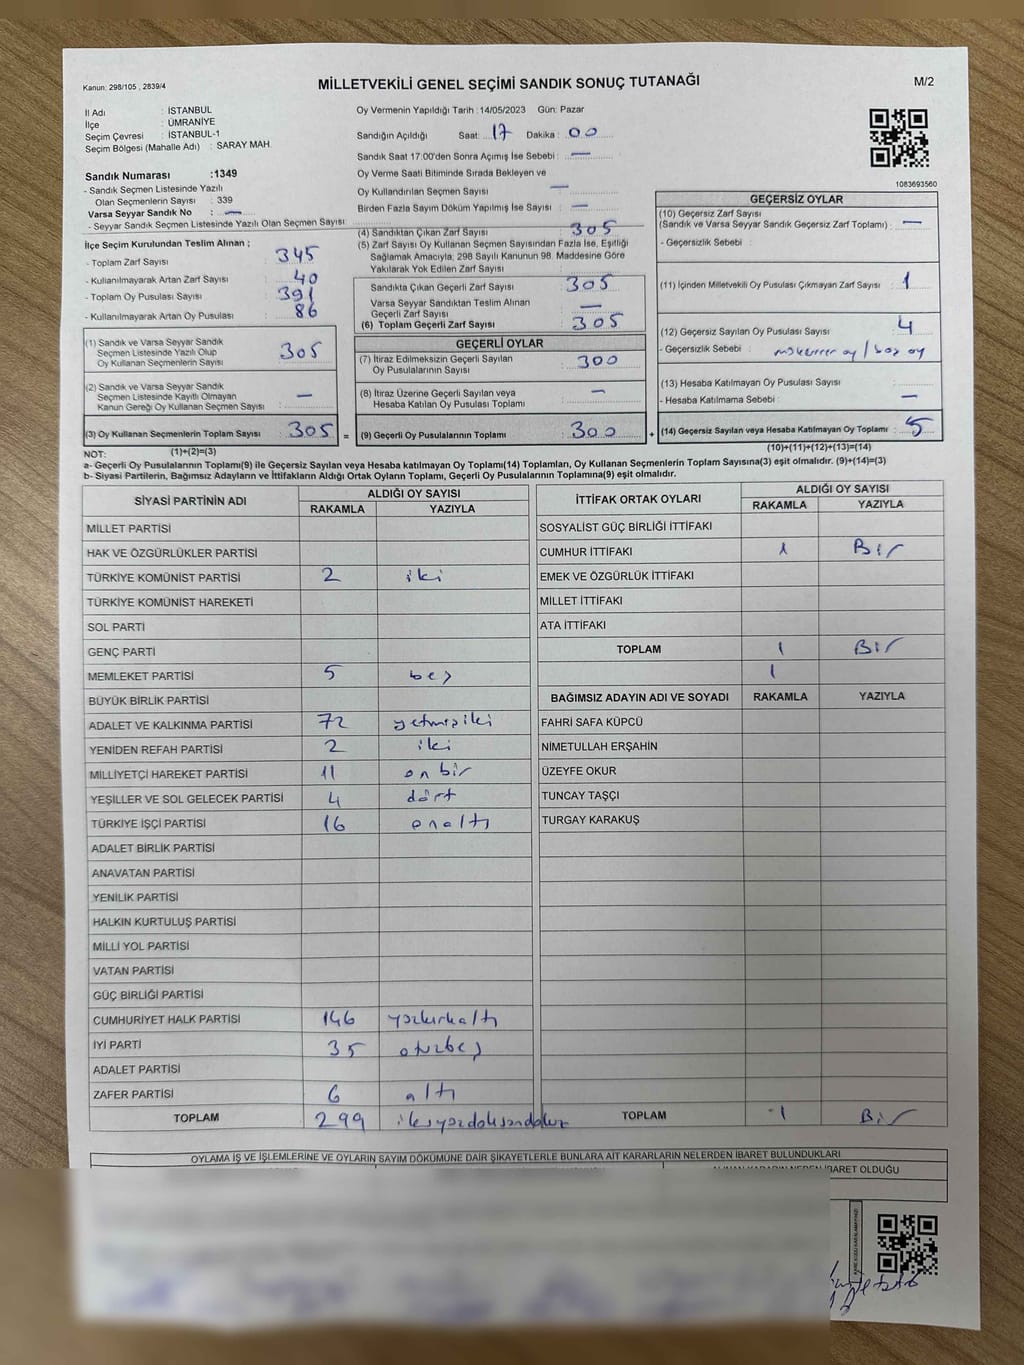 Kanun: 298/105 , 2839/4
MİLLETVEKİLİ GENEL SEÇİMİ SANDIK SONUÇ TUTANAĞI
M/2
İl Adı : İSTANBUL
İlçe : ÜMRANİYE
Seçim Çevresi : İSTANBUL-1
Seçim Bölgesi (Mahalle Adı) : SARAY MAH.
Oy Vermenin Yapıldığı Tarih : 14/05/2023 Gün: Pazar
Sandığın Açıldığı Saat: 17 Dakika : 00
Sandık Saat 17:00'den Sonra Açımış İse Sebebi : —
Oy Verme Saati Bitiminde Sırada Bekleyen ve
Oy Kullandırılan Seçmen Sayısı —
Birden Fazla Sayım Döküm Yapılmış İse Sayısı : —
1083693560
Sandık Numarası :1349
- Sandık Seçmen Listesinde Yazılı
Olan Seçmenlerin Sayısı : 339
Varsa Seyyar Sandık No : —
- Seyyar Sandık Seçmen Listesinde Yazılı Olan Seçmen Sayısı
İlçe Seçim Kurulundan Teslim Alınan ;
- Toplam Zarf Sayısı : 345
- Kullanılmayarak Artan Zarf Sayısı : 40
- Toplam Oy Pusulası Sayısı : 391
- Kullanılmayarak Artan Oy Pusulası : 86
(1) Sandık ve Varsa Seyyar Sandık
Seçmen Listesinde Yazılı Olup
Oy Kullanan Seçmenlerin Sayısı : 305
(2) Sandık ve Varsa Seyyar Sandık
Seçmen Listesinde Kayıtlı Olmayan
Kanun Gereği Oy Kullanan Seçmen Sayısı : —
(3) Oy Kullanan Seçmenlerin Toplam Sayısı : 305 =
(1)+(2)=(3)
(4) Sandıktan Çıkan Zarf Sayısı : 305
(5) Zarf Sayısı Oy Kullanan Seçmen Sayısından Fazla İse, Eşitliği
Sağlamak Amacıyla, 298 Sayılı Kanunun 98. Maddesine Göre
Yakılarak Yok Edilen Zarf Sayısı :
Sandıkta Çıkan Geçerli Zarf Sayısı : 305
Varsa Seyyar Sandıktan Teslim Alınan
Geçerli Zarf Sayısı : —
(6) Toplam Geçerli Zarf Sayısı : 305
GEÇERLİ OYLAR
(7) İtiraz Edilmeksizin Geçerli Sayılan
Oy Pusulalarının Sayısı : 300
(8) İtiraz Üzerine Geçerli Sayılan veya
Hesaba Katılan Oy Pusulası Toplamı : —
(9) Geçerli Oy Pusulalarının Toplamı : 300 +
GEÇERSİZ OYLAR
(10) Geçersiz Zarf Sayısı
(Sandık ve Varsa Seyyar Sandık Geçersiz Zarf Toplamı) : —
- Geçersizlik Sebebi :
(11) İçinden Milletvekili Oy Pusulası Çıkmayan Zarf Sayısı : 1
(12) Geçersiz Sayılan Oy Pusulası Sayısı : 4
- Geçersizlik Sebebi : mükerrer oy / boş oy
(13) Hesaba Katılmayan Oy Pusulası Sayısı :
- Hesaba Katılmama Sebebi : —
(14) Geçersiz Sayılan veya Hesaba Katılmayan Oy Toplamı : 5
(10)+(11)+(12)+(13)=(14)
NOT:
a- Geçerli Oy Pusulalarının Toplamı(9) ile Geçersiz Sayılan veya Hesaba katılmayan Oy Toplamı(14) Toplamları, Oy Kullanan Seçmenlerin Toplam Sayısına(3) eşit olmalıdır. (9)+(14)=(3)
b- Siyasi Partilerin, Bağımsız Adayların ve İttifakların Aldığı Ortak Oyların Toplamı, Geçerli Oy Pusulalarının Toplamına(9) eşit olmalıdır.
SİYASİ PARTİNİN ADI ALDIĞI OY SAYISI
RAKAMLA YAZIYLA
MİLLET PARTİSİ
HAK VE ÖZGÜRLÜKLER PARTİSİ
TÜRKİYE KOMÜNİST PARTİSİ 2 iki
TÜRKİYE KOMÜNİST HAREKETİ
SOL PARTİ
GENÇ PARTİ
MEMLEKET PARTİSİ 5 beş
BÜYÜK BİRLİK PARTİSİ
ADALET VE KALKINMA PARTİSİ 72 yetmişiki
YENİDEN REFAH PARTİSİ 2 iki
MİLLİYETÇİ HAREKET PARTİSİ 11 onbir
YEŞİLLER VE SOL GELECEK PARTİSİ 4 dört
TÜRKİYE İŞÇİ PARTİSİ 16 onaltı
ADALET BİRLİK PARTİSİ
ANAVATAN PARTİSİ
YENİLİK PARTİSİ
HALKIN KURTULUŞ PARTİSİ
MİLLİ YOL PARTİSİ
VATAN PARTİSİ
GÜÇ BİRLİĞİ PARTİSİ
CUMHURİYET HALK PARTİSİ 146 yüzkırkaltı
İYİ PARTİ 35 otuzbeş
ADALET PARTİSİ
ZAFER PARTİSİ 6 altı
TOPLAM 299 ikiyüzdoksandokuz
İTTİFAK ORTAK OYLARI ALDIĞI OY SAYISI
RAKAMLA YAZIYLA
SOSYALİST GÜÇ BİRLİĞİ İTTİFAKI
CUMHUR İTTİFAKI 1 Bir
EMEK VE ÖZGÜRLÜK İTTİFAKI
MİLLET İTTİFAKI
ATA İTTİFAKI
TOPLAM 1 Bir
1
BAĞIMSIZ ADAYIN ADI VE SOYADI RAKAMLA YAZIYLA
FAHRİ SAFA KÜPCÜ
NİMETULLAH ERŞAHİN
ÜZEYFE OKUR
TUNCAY TAŞÇI
TURGAY KARAKUŞ
TOPLAM 1 Bir
OYLAMA İŞ VE İŞLEMLERİNE VE OYLARIN SAYIM DÖKÜMÜNE DAİR ŞİKAYETLERLE BUNLARA AİT KARARLARIN NELERDEN İBARET BULUNDUKLARI
ALINAN KARARIN NEDEN İBARET OLDUĞU